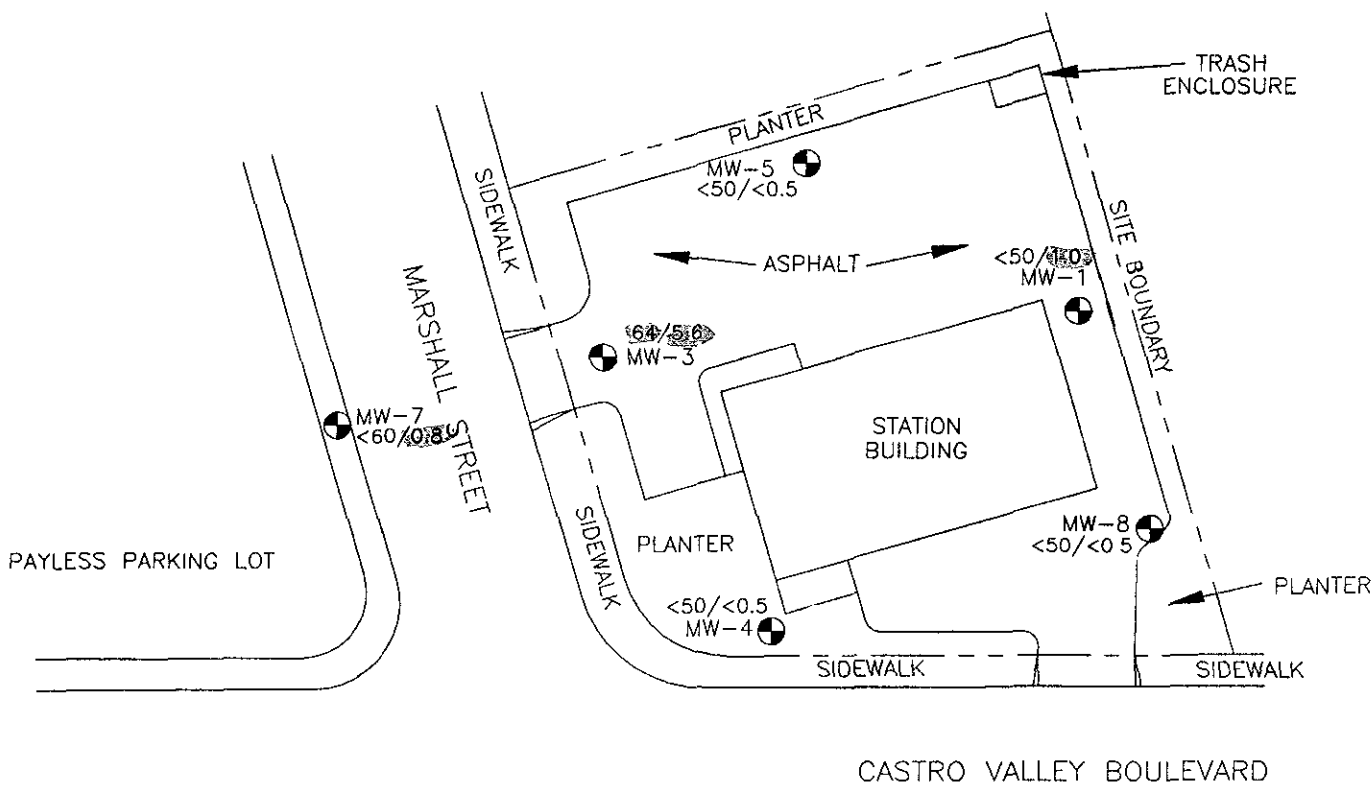 TRASH
ENCLOSURE
PLANTER
MW-5
<50/<0.5
SIDEWALK
SITE BOUNDARY
ASPHALT
<50/1.0
MW-1
MARSHALL STREET
64/5.6
MW-3
MW-7
<60/0.8
STATION
BUILDING
MW-8
<50/<0.5
SIDEWALK
PLANTER
PAYLESS PARKING LOT
PLANTER
<50/<0.5
MW-4
SIDEWALK
SIDEWALK
CASTRO VALLEY BOULEVARD